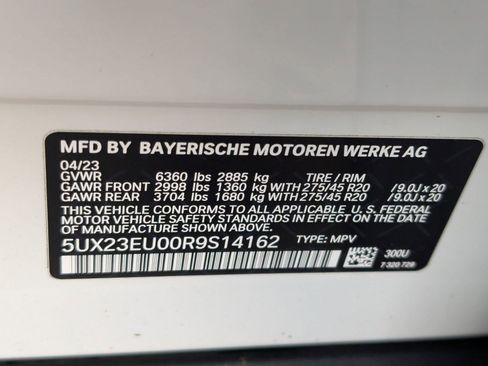 MFD BY BAYERISCHE MOTOREN WERKE AG
04/23
GVWR 6360 lbs 2885 kg TIRE / RIM
GAWR FRONT 2998 lbs 1360 kg WITH 275/45 R20 /9.0J x 20
GAWR REAR 3704 lbs 1680 kg WITH 275/45 R20 /9.0J x 20
THIS VEHICLE CONFORMS TO ALL APPLICABLE U. S. FEDERAL
MOTOR VEHICLE SAFETY STANDARDS IN EFFECT ON THE DATE OF
MANUFACTURE SHOWN ABOVE.
5UX23EU00R9S14162 TYPE: MPV
300U
7 320 729